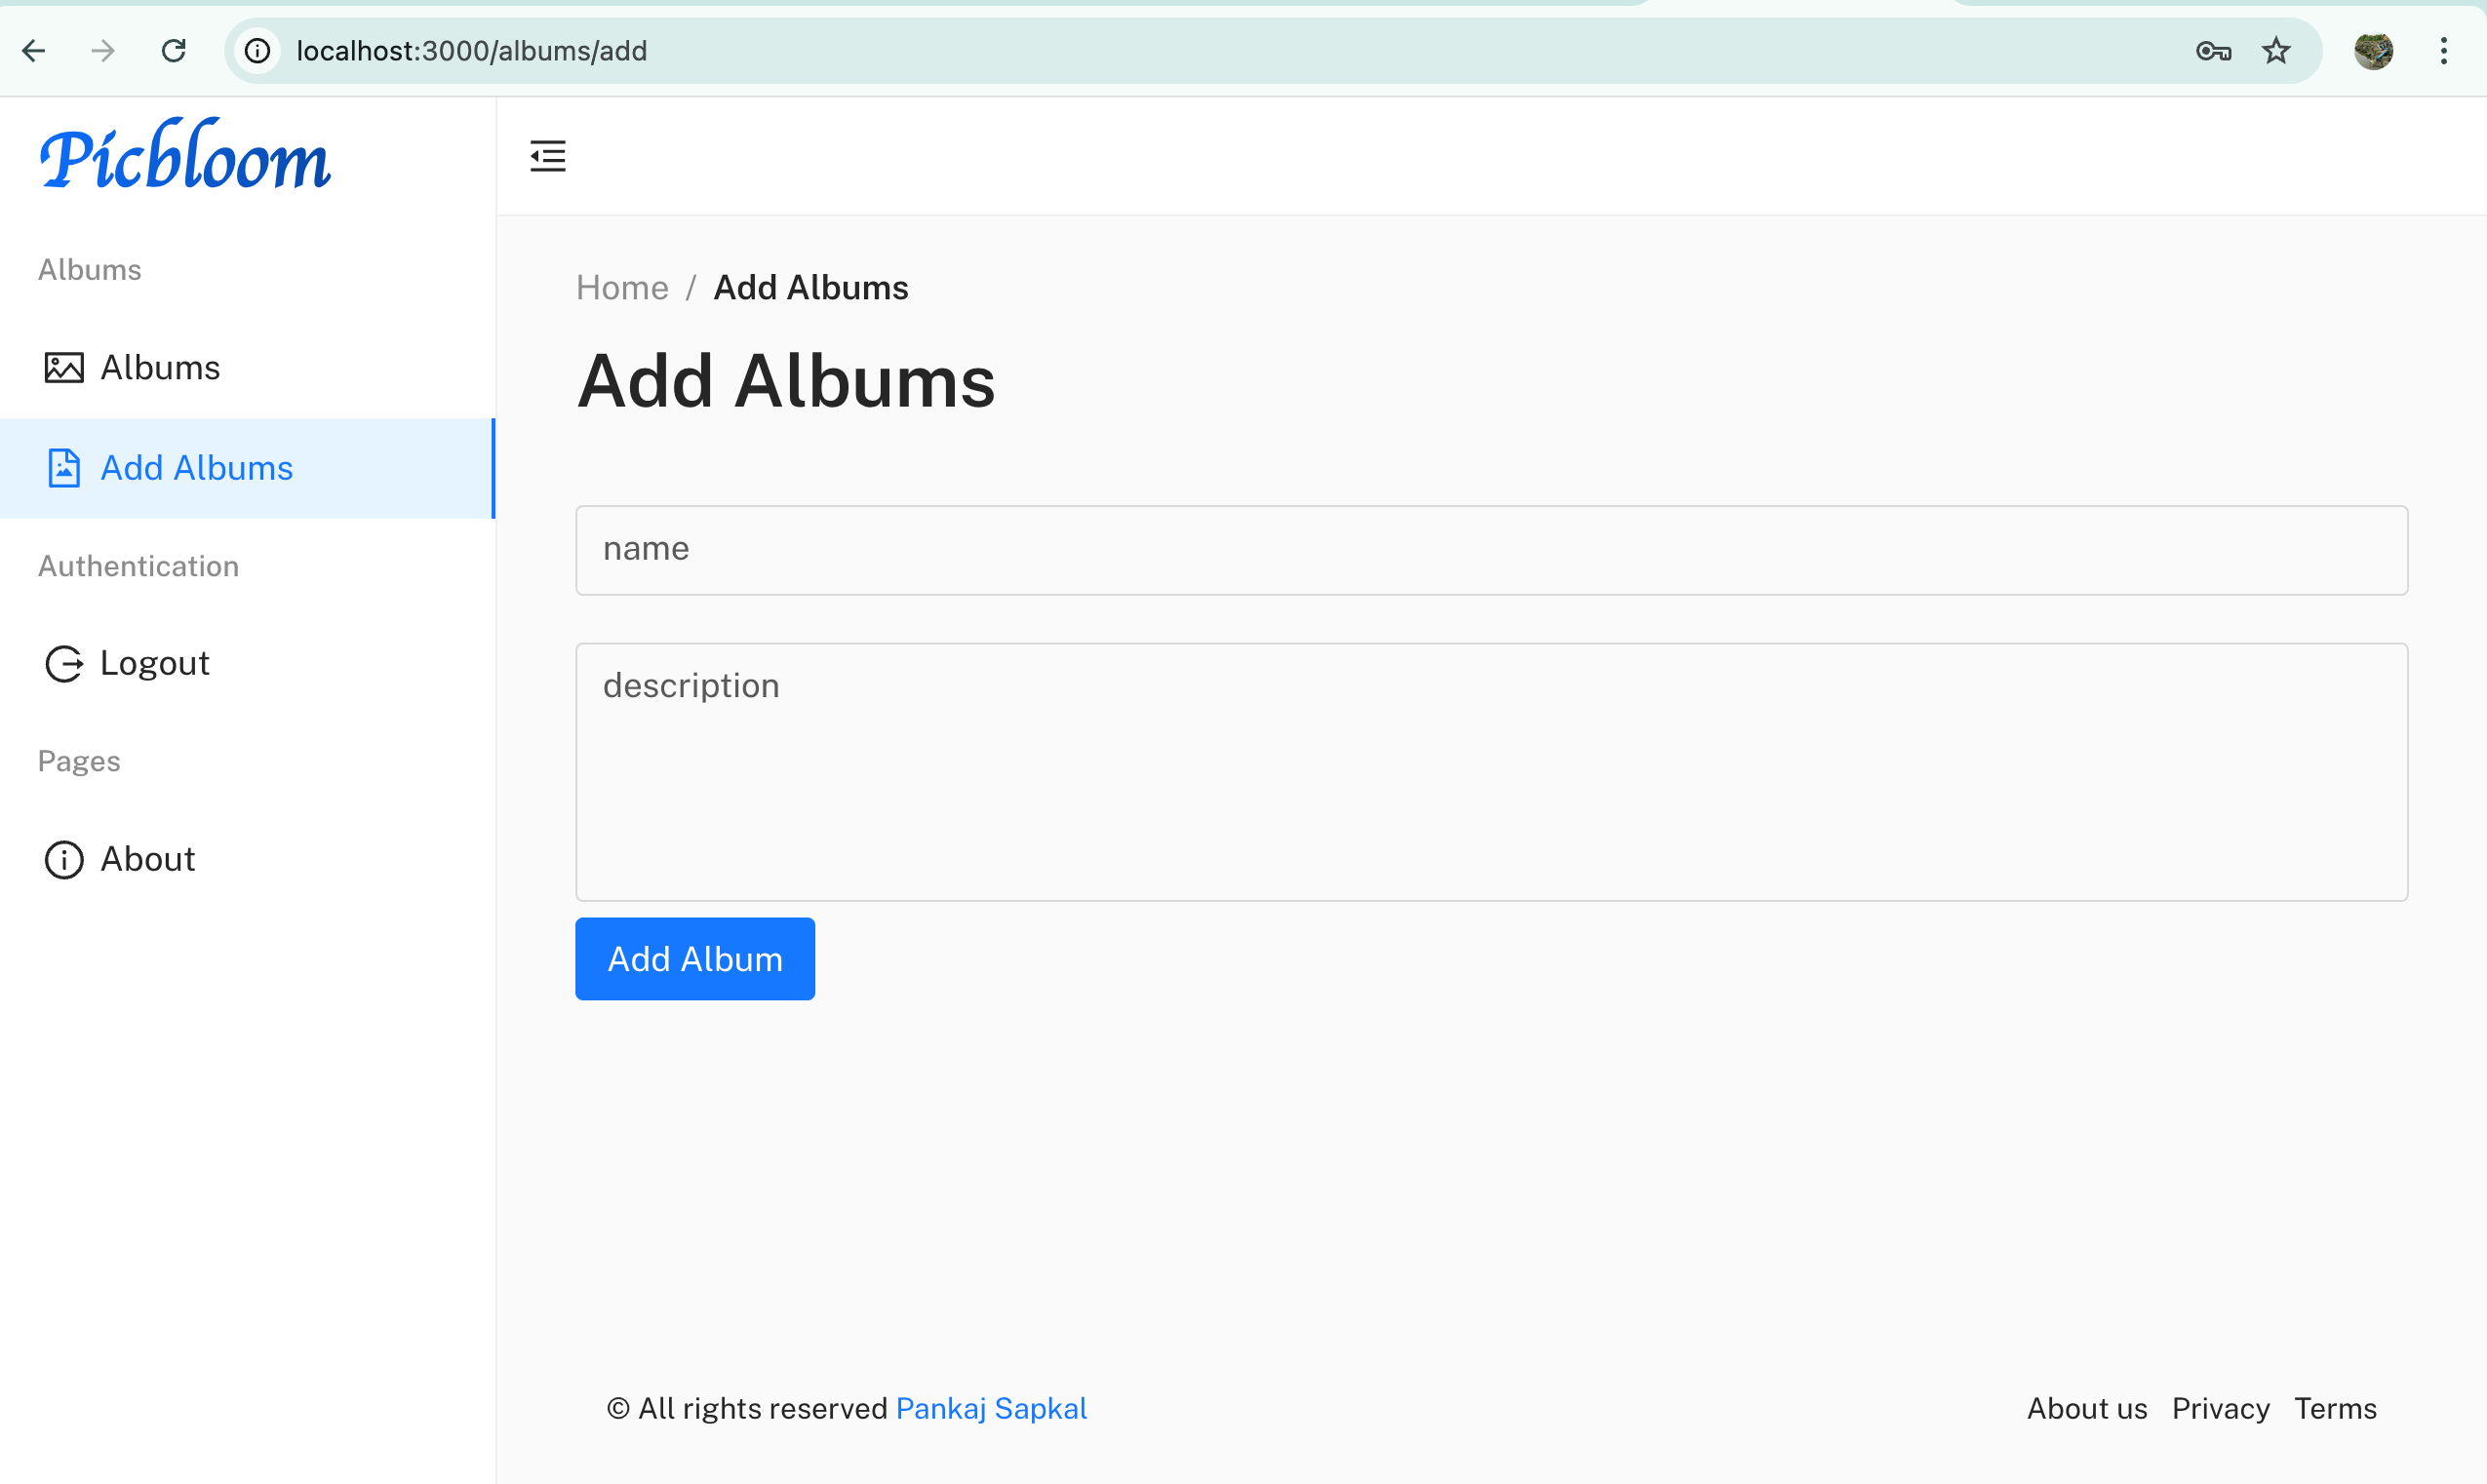 localhost:3000/albums/add
Picbloom
Albums
Albums
Add Albums
Authentication
Logout
Pages
About
Home / Add Albums
Add Albums
name
description
Add Album
© All rights reserved Pankaj Sapkal
About us Privacy Terms